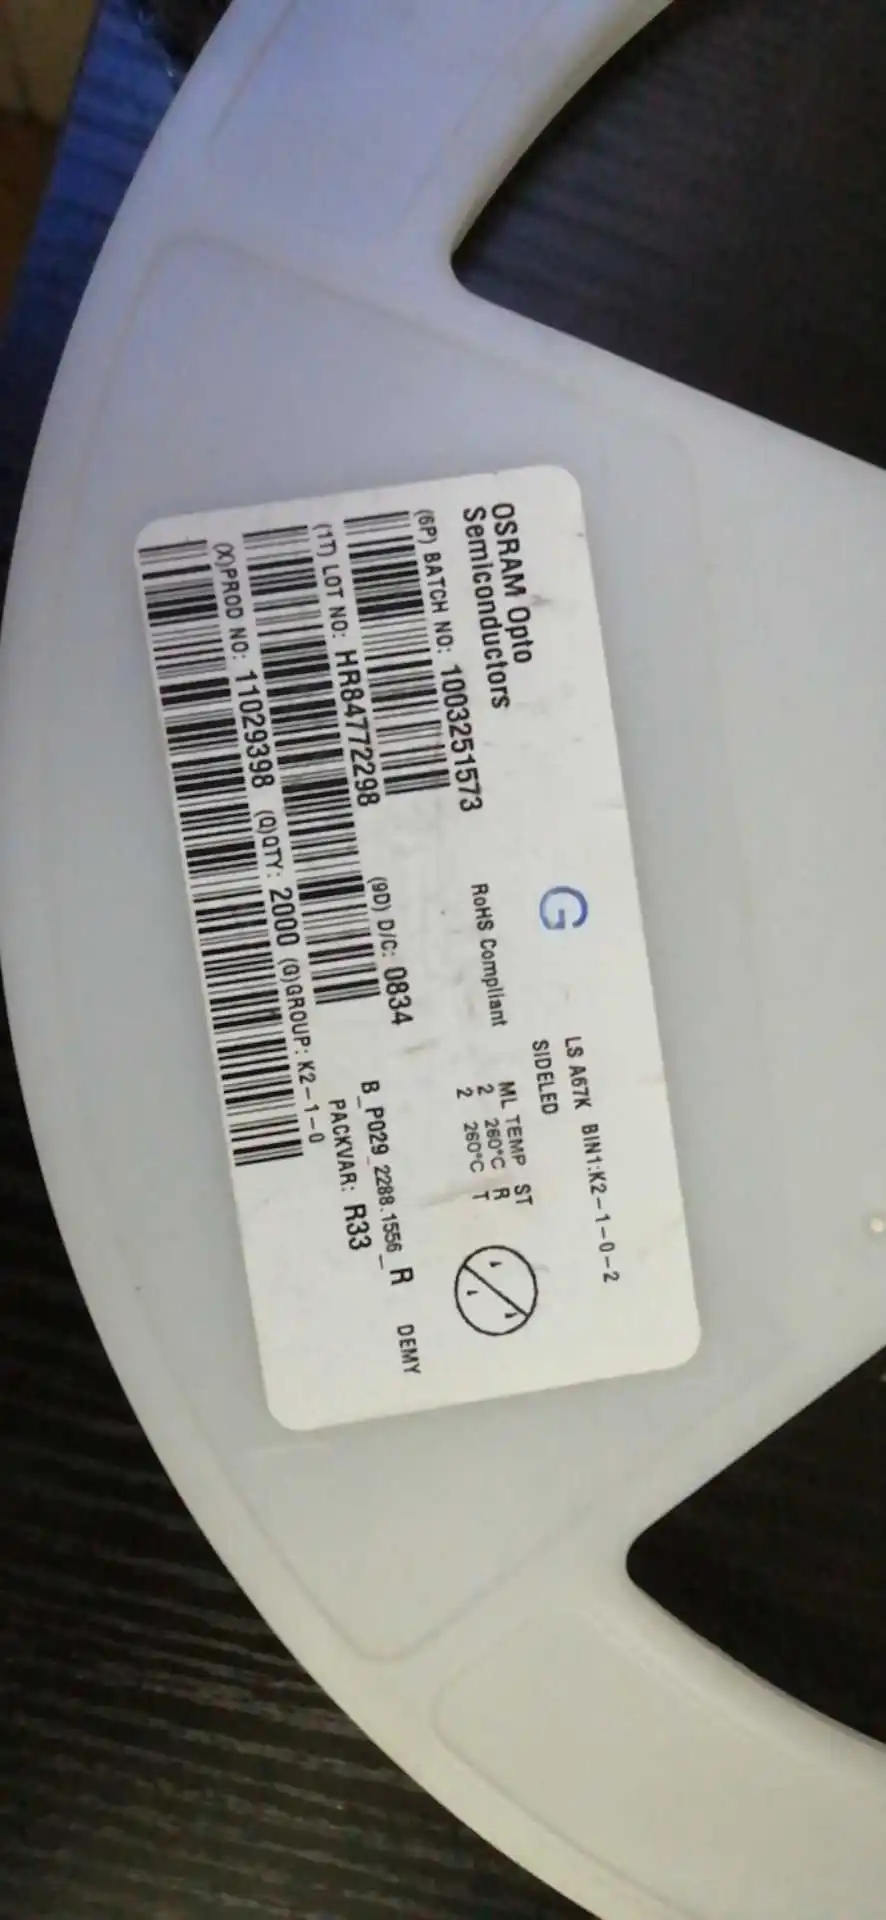 OSRAM Opto
Semiconductors
G
LS A67K BIN1:K2-1-0-2
SIDELED
RoHS Compliant
ML TEMP ST
2 260°C R
2 260°C T
(6P) BATCH NO: 1003251573
(1T) LOT NO: HR84772298
(9D) D/C: 0834
B_P029_2288.1556_R DEMY
PACKVAR: R33
(X)PROD NO: 11029398 (Q)QTY: 2000 (G)GROUP: K2-1-0